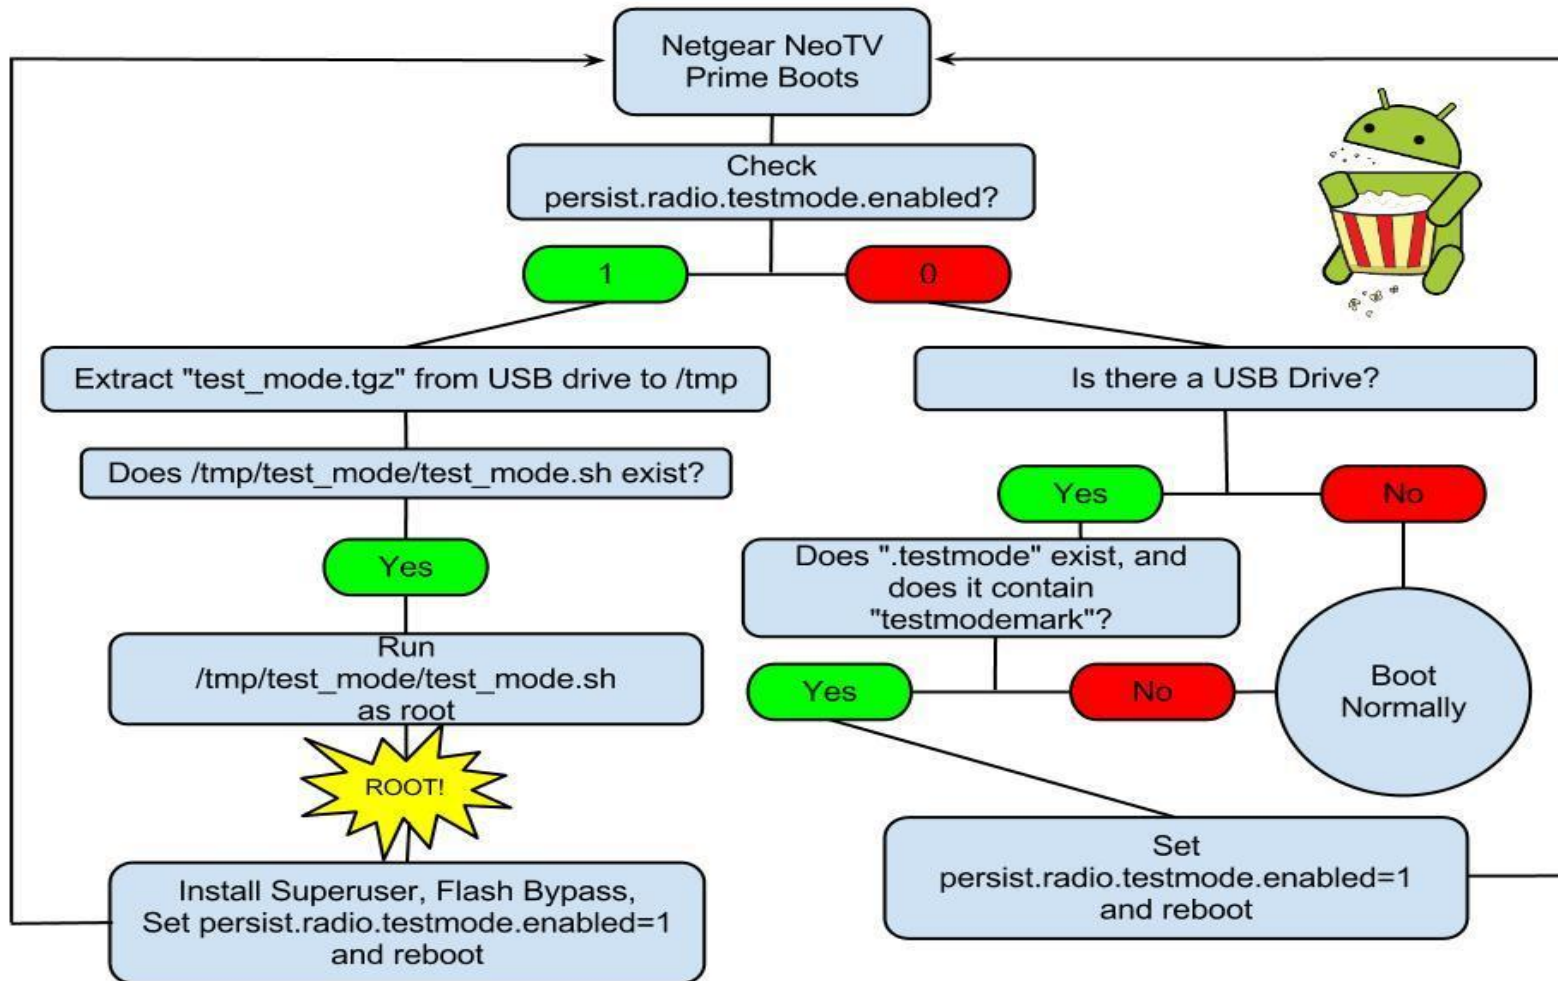 Netgear NeoTV
Prime Boots
Check
persist.radio.testmode.enabled?
1
0
Extract "test_mode.tgz" from USB drive to /tmp
Is there a USB Drive?
Does /tmp/test_mode/test_mode.sh exist?
Yes
No
Yes
Does ".testmode" exist, and
does it contain
"testmodemark"?
Run
/tmp/test_mode/test_mode.sh
as root
Yes
No
Boot
Normally
ROOT!
Set
persist.radio.testmode.enabled=1
and reboot
Install Superuser, Flash Bypass,
Set persist.radio.testmode.enabled=1
and reboot